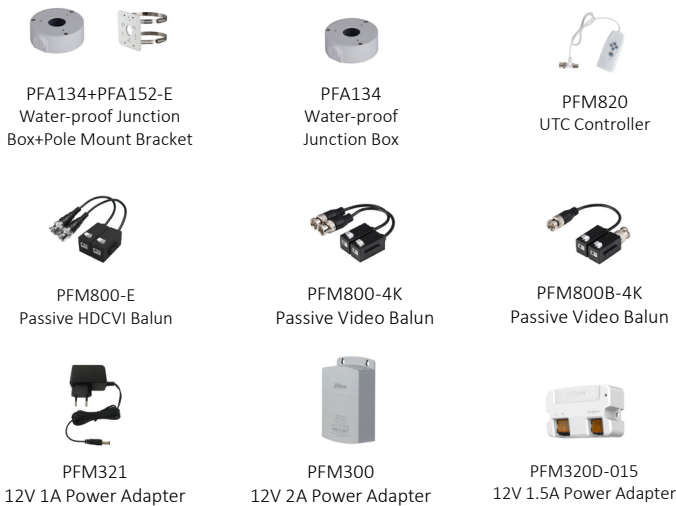 PFA134+PFA152-E
Water-proof Junction
Box+Pole Mount Bracket
PFA134
Water-proof
Junction Box
PFM820
UTC Controller
PFM800-E
Passive HDCVI Balun
PFM800-4K
Passive Video Balun
PFM800B-4K
Passive Video Balun
PFM321
12V 1A Power Adapter
PFM300
12V 2A Power Adapter
PFM320D-015
12V 1.5A Power Adapter